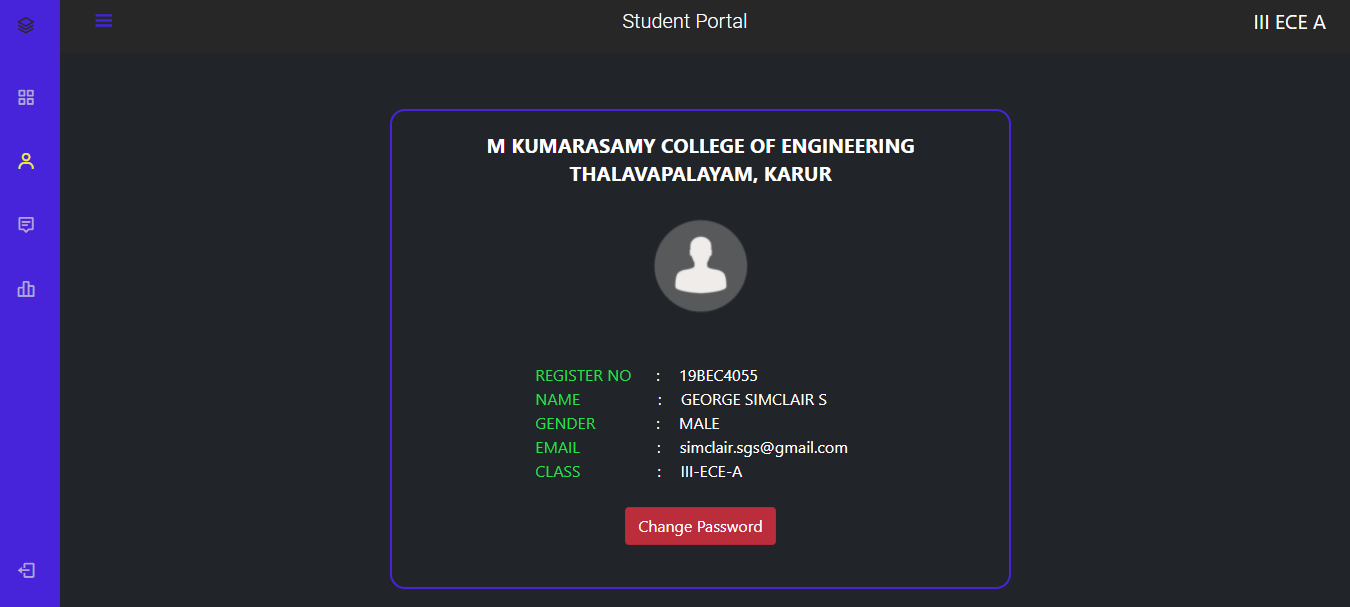 Student Portal
III ECE A
M KUMARASAMY COLLEGE OF ENGINEERING
THALAVAPALAYAM, KARUR
REGISTER NO : 19BEC4055
NAME : GEORGE SIMCLAIR S
GENDER : MALE
EMAIL : simclair.sgs@gmail.com
CLASS : III-ECE-A
Change Password